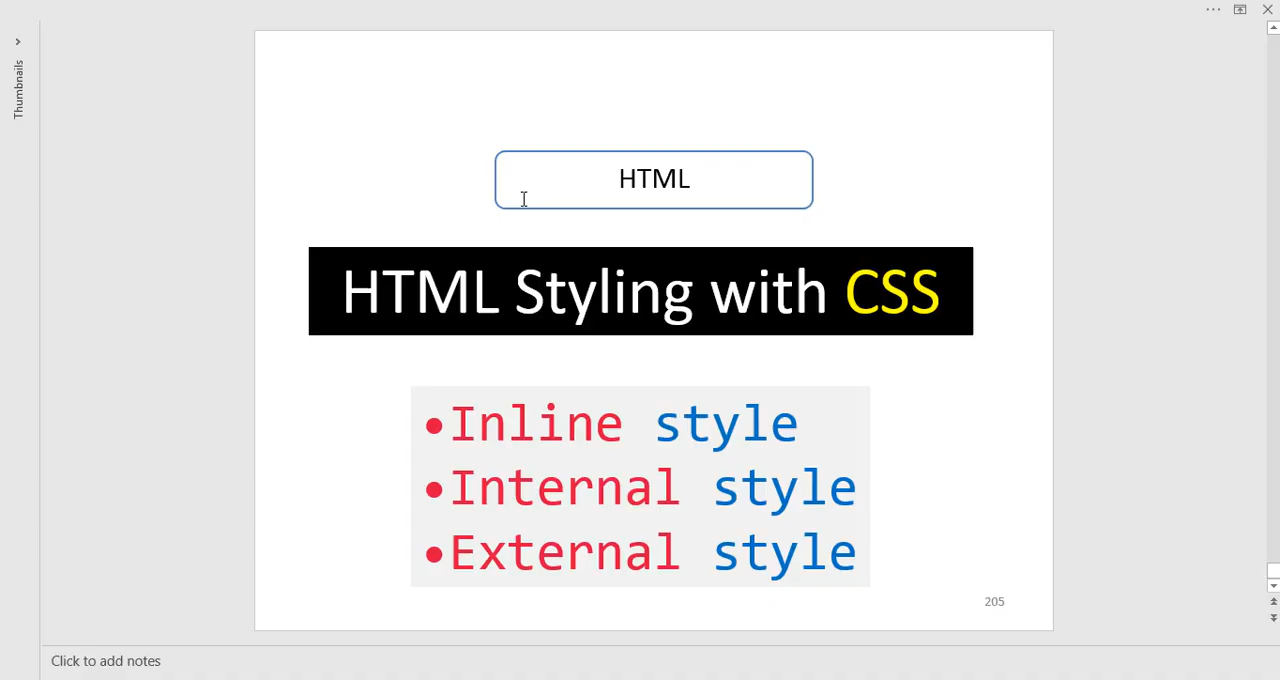 Thumbnails
HTML
HTML Styling with CSS
•Inline style
•Internal style
•External style
205
Click to add notes